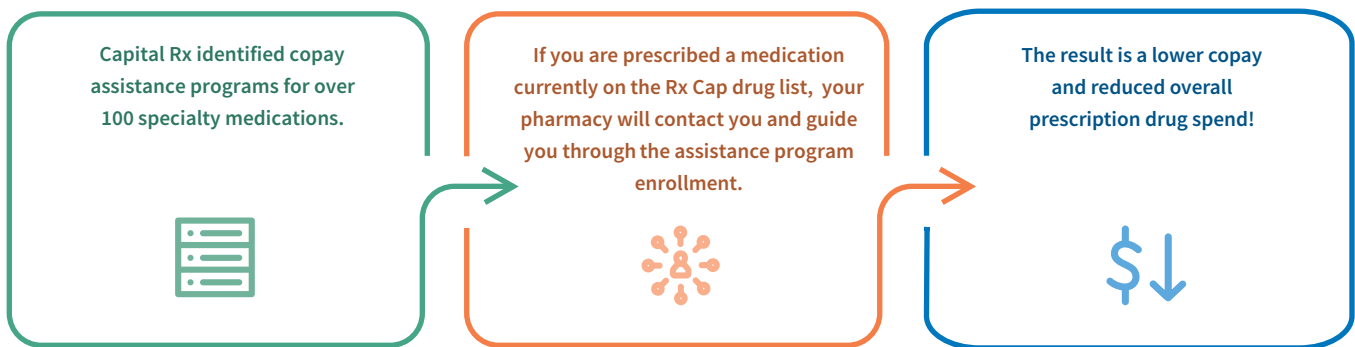 Capital Rx identified copay
assistance programs for over
100 specialty medications.
If you are prescribed a medication
currently on the Rx Cap drug list, your
pharmacy will contact you and guide
you through the assistance program
enrollment.
The result is a lower copay
and reduced overall
prescription drug spend!
$